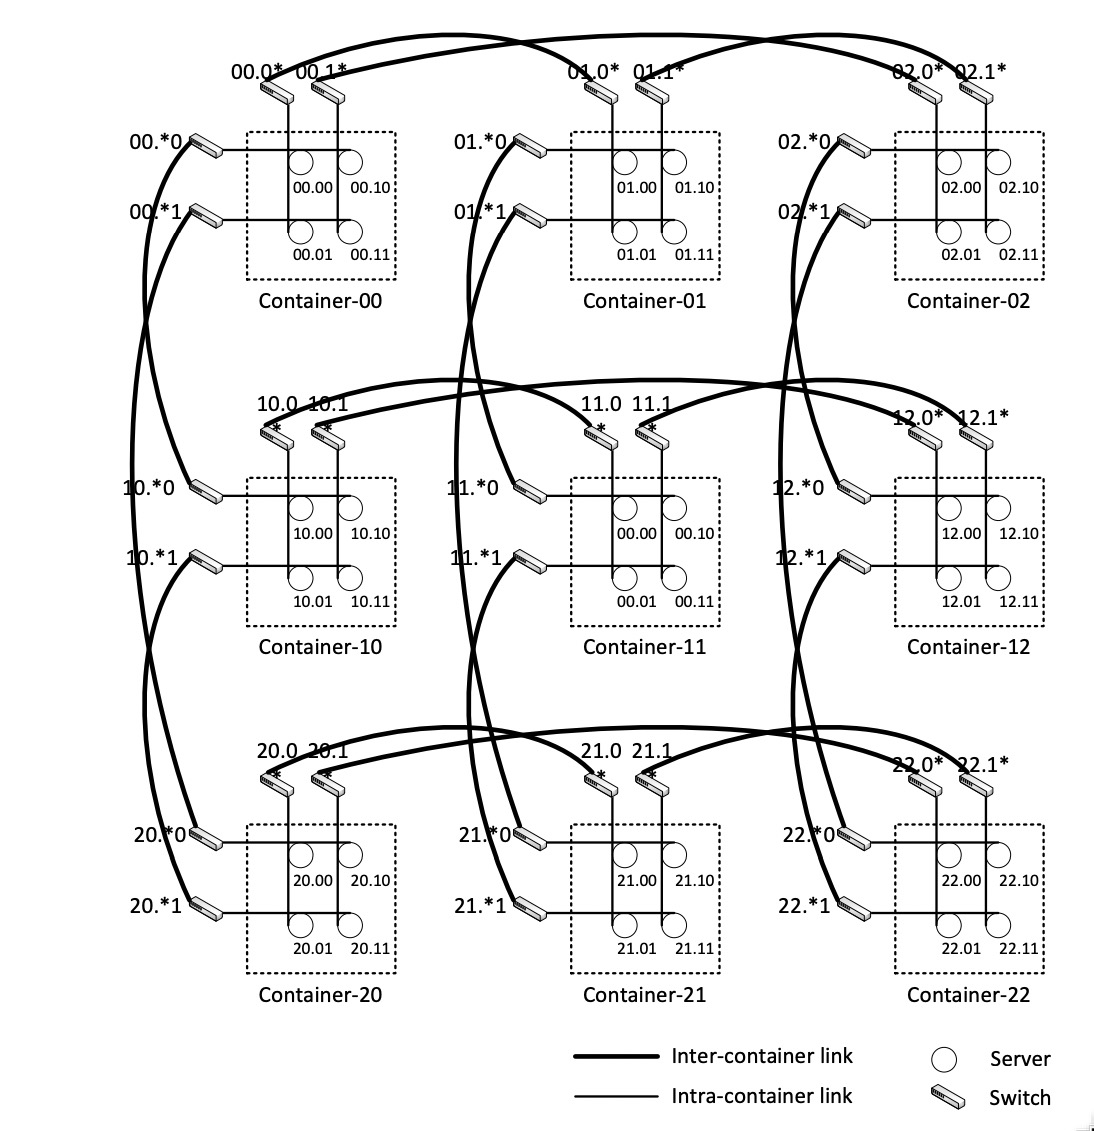 00.0* 00.1* 01.0* 01.1* 02.0* 02.1*
00.*0 01.*0 02.*0
00.00 00.10 01.00 01.10 02.00 02.10
00.*1 01.*1 02.*1
00.01 00.11 01.01 01.11 02.01 02.11
Container-00 Container-01 Container-02
10.0* 10.1* 11.0* 11.1* 12.0* 12.1*
10.*0 11.*0 12.*0
10.00 10.10 00.00 00.10 12.00 12.10
10.*1 11.*1 12.*1
10.01 10.11 00.01 00.11 12.01 12.11
Container-10 Container-11 Container-12
20.0* 20.1* 21.0* 21.1* 22.0* 22.1*
20.*0 21.*0 22.*0
20.00 20.10 21.00 21.10 22.00 22.10
20.*1 21.*1 22.*1
20.01 20.11 21.01 21.11 22.01 22.11
Container-20 Container-21 Container-22
Inter-container link Server
Intra-container link Switch